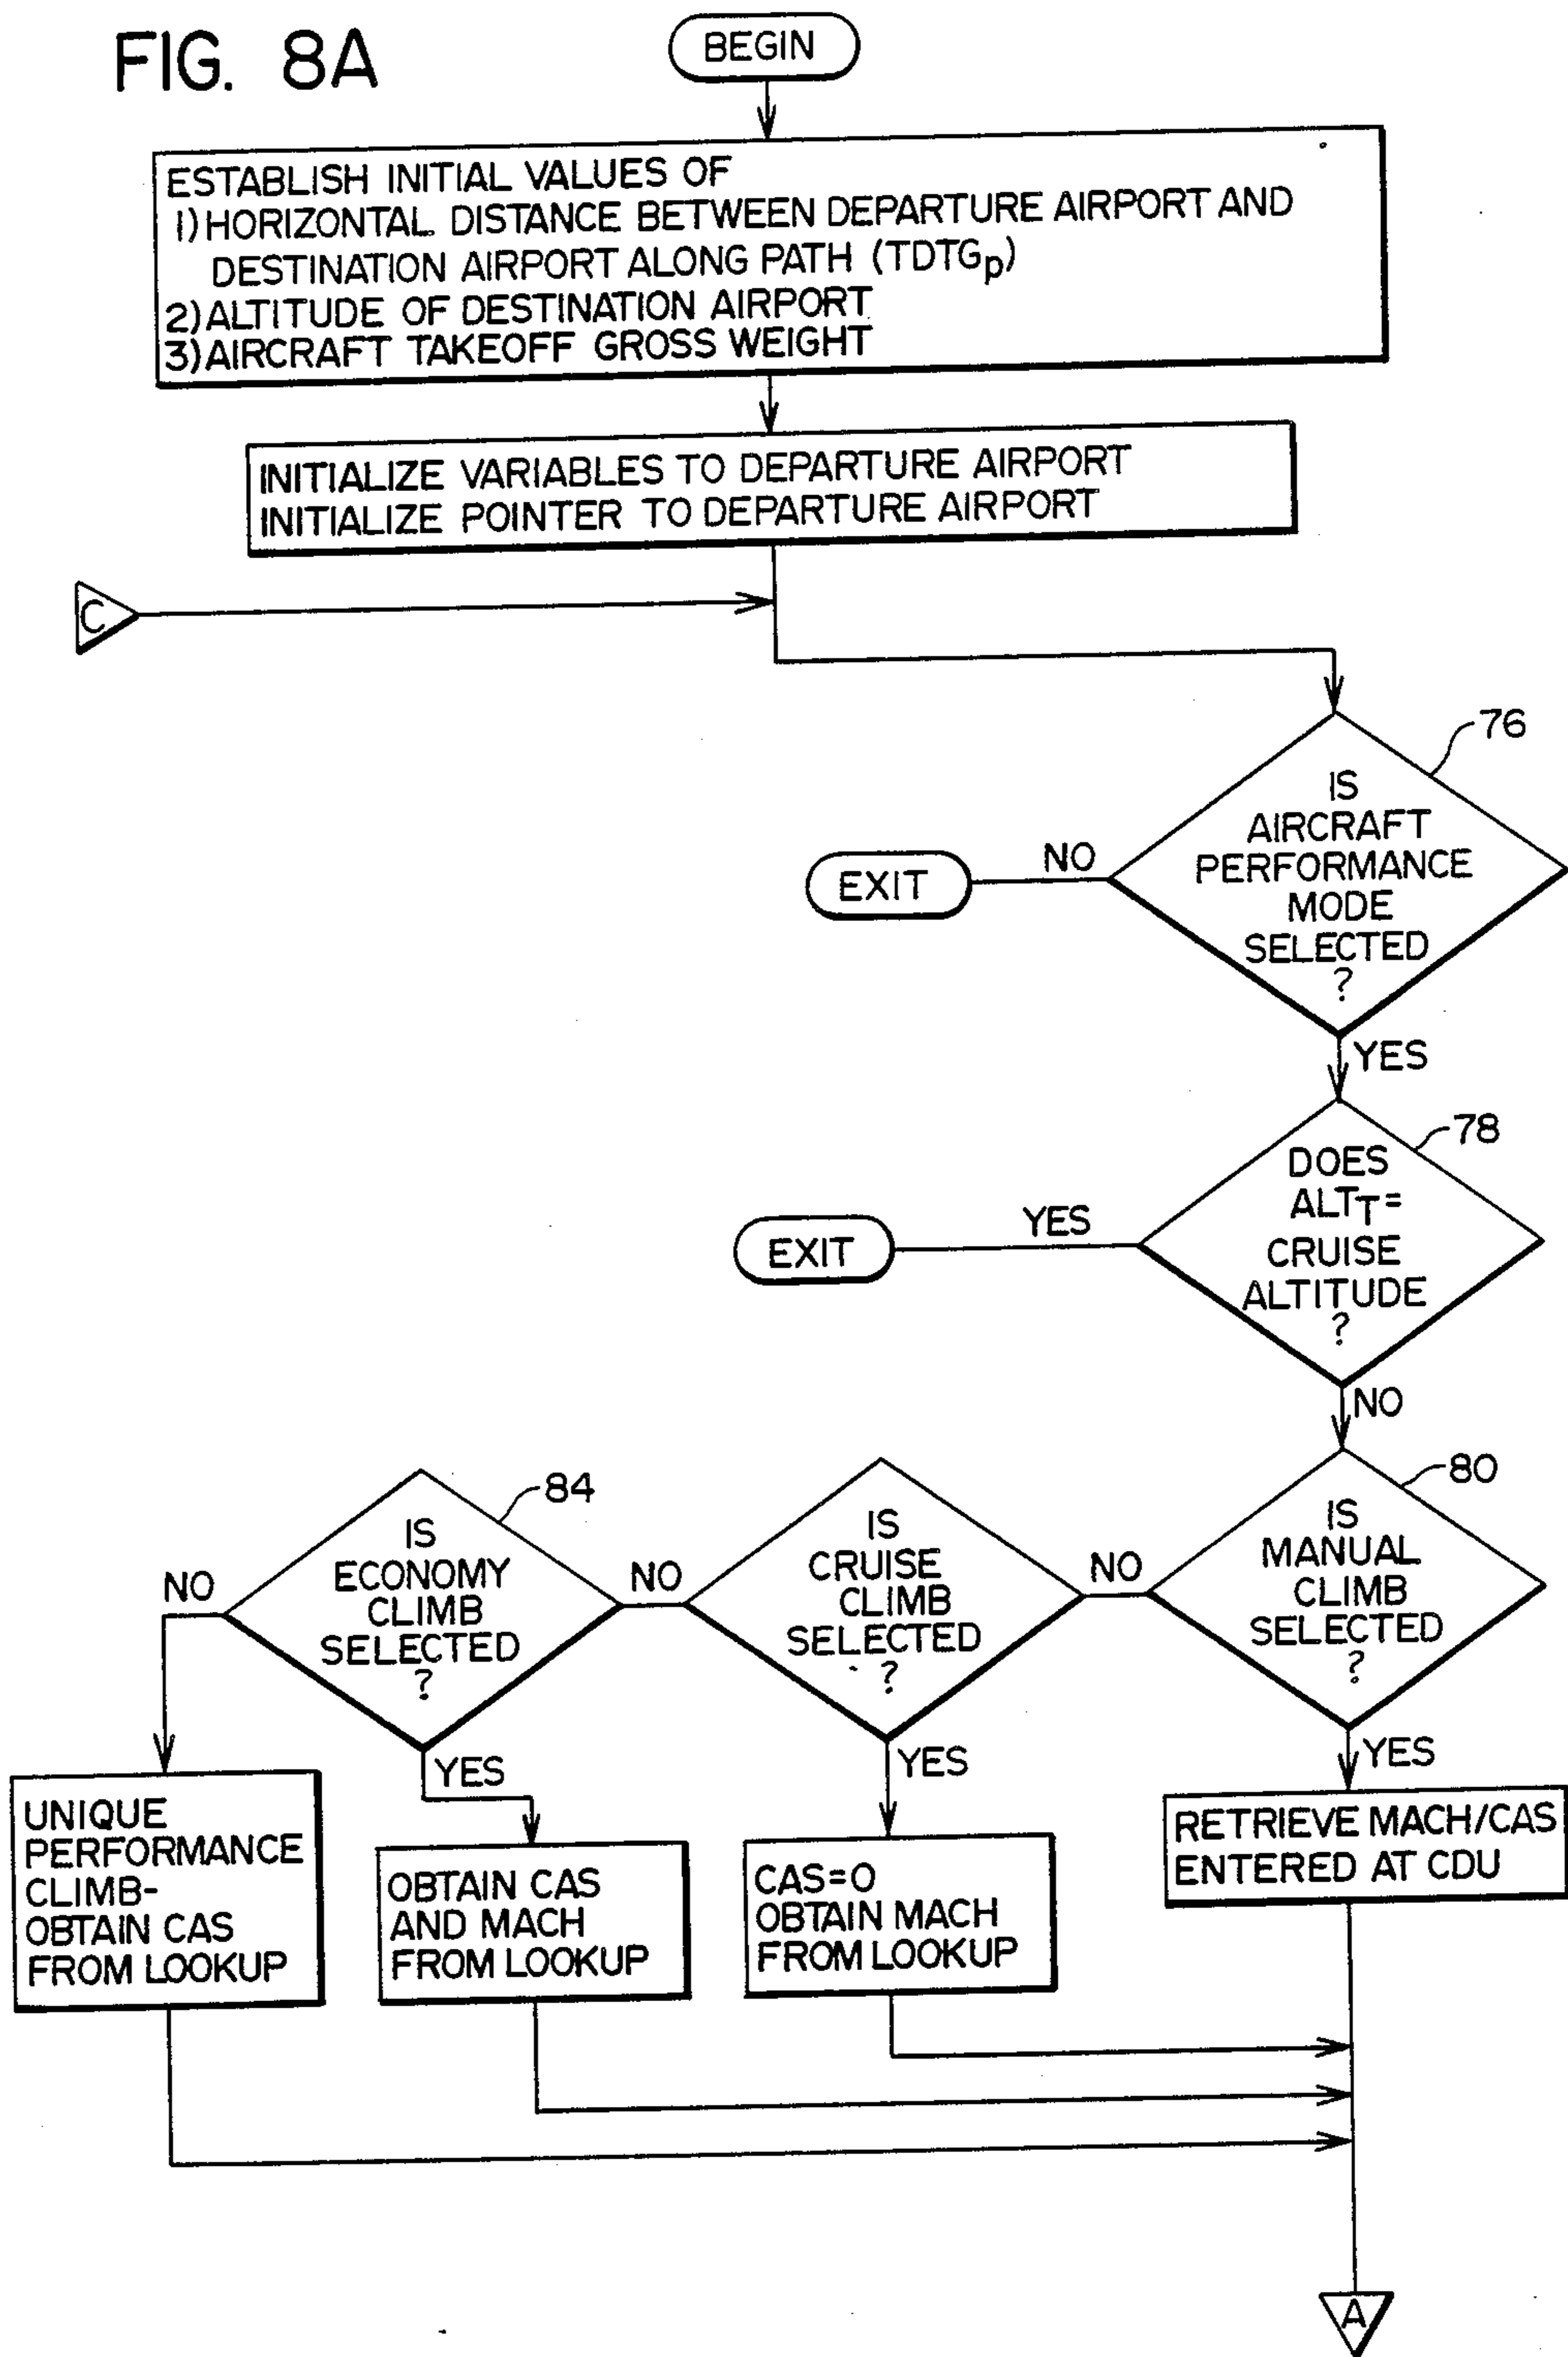 FIG. 8A
BEGIN
ESTABLISH INITIAL VALUES OF
1) HORIZONTAL DISTANCE BETWEEN DEPARTURE AIRPORT AND
DESTINATION AIRPORT ALONG PATH (TDTGp)
2) ALTITUDE OF DESTINATION AIRPORT
3) AIRCRAFT TAKEOFF GROSS WEIGHT
INITIALIZE VARIABLES TO DEPARTURE AIRPORT
INITIALIZE POINTER TO DEPARTURE AIRPORT
C
76
IS
AIRCRAFT
PERFORMANCE
MODE
SELECTED
?
NO
EXIT
YES
78
DOES
ALTT=
CRUISE
ALTITUDE
?
YES
EXIT
NO
80
IS
MANUAL
CLIMB
SELECTED
?
NO
IS
CRUISE
CLIMB
SELECTED
?
NO
84
IS
ECONOMY
CLIMB
SELECTED
?
NO
YES
YES
YES
UNIQUE
PERFORMANCE
CLIMB-
OBTAIN CAS
FROM LOOKUP
OBTAIN CAS
AND MACH
FROM LOOKUP
CAS=0
OBTAIN MACH
FROM LOOKUP
RETRIEVE MACH/CAS
ENTERED AT CDU
A